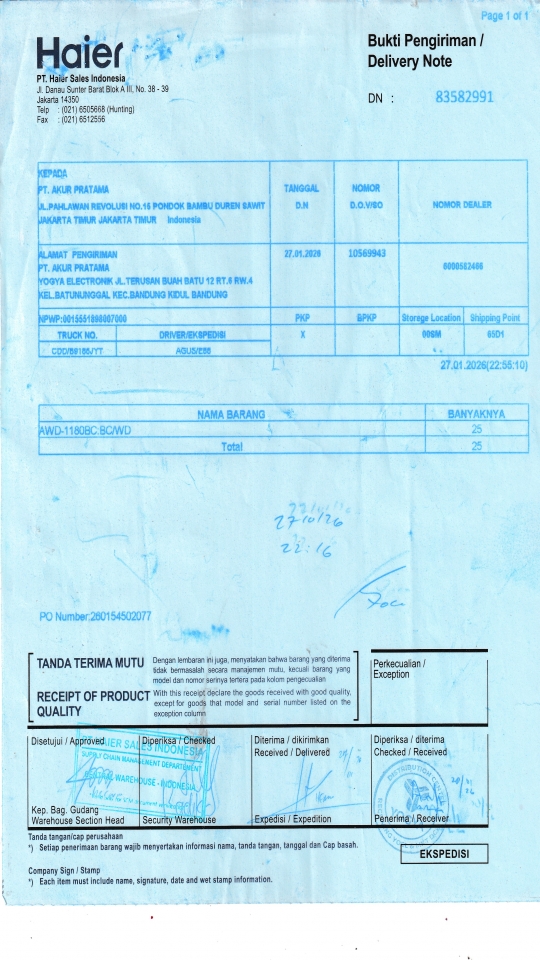 Page 1 of 1
Haier
Bukti Pengiriman /
Delivery Note
PT. Haier Sales Indonesia
Jl. Danau Sunter Barat Blok A III, No. 38 - 39
Jakarta 14350
Telp : (021) 6505668 (Hunting)
Fax : (021) 6512556
DN : 83582991
KEPADA
PT. AKUR PRATAMA
JL.PAHLAWAN REVOLUSI NO.15 PONDOK BAMBU DUREN SAWIT
JAKARTA TIMUR JAKARTA TIMUR Indonesia
TANGGAL
D.N
NOMOR
D.O.V/SO
NOMOR DEALER
ALAMAT PENGIRIMAN
PT. AKUR PRATAMA
YOGYA ELECTRONIK JL.TERUSAN BUAH BATU 12 RT.6 RW.4
KEL.BATUNUNGGAL KEC.BANDUNG KIDUL BANDUNG
27.01.2026
10569943
NPWP:0015551898007000
PKP
BPKP
Storege Location
Shipping Point
TRUCK NO.
DRIVER/EKSPEDISI
X
65D1
27.01.2026(22:55:10)
NAMA BARANG
BANYAKNYA
AWD-1180BC.BC/WD
25
Total
25
22:16
PO Number:260154502077
TANDA TERIMA MUTU
Dengan lembaran ini juga, menyatakan bahwa barang yang diterima
tidak bermasalah secara manajemen mutu, kecuali barang yang
model dan nomor serinya tertera pada kolom pengecualian
RECEIPT OF PRODUCT
QUALITY
With this receipt declare the goods received with good quality,
except for goods that model and serial number listed on the
exception column
Perkecualian /
Exception
Disetujui / Approved
Diperiksa / Checked
Diterima / dikirimkan
Received / Delivered
Diperiksa / diterima
Checked / Received
PT. HAIER SALES INDONESIA
SUPPLY CHAIN MANAGEMENT DEPARTEMENT
WAREHOUSE - INDONESIA
DISTRIBUTION
Kep. Bag. Gudang
Warehouse Section Head
Security Warehouse
Expedisi / Expedition
Penerima / Receiver
Tanda tangan/cap perusahaan
*) Setiap penerimaan barang wajib menyertakan informasi nama, tanda tangan, tanggal dan Cap basah.
EKSPEDISI
Company Sign / Stamp
*) Each item must include name, signature, date and wet stamp information.